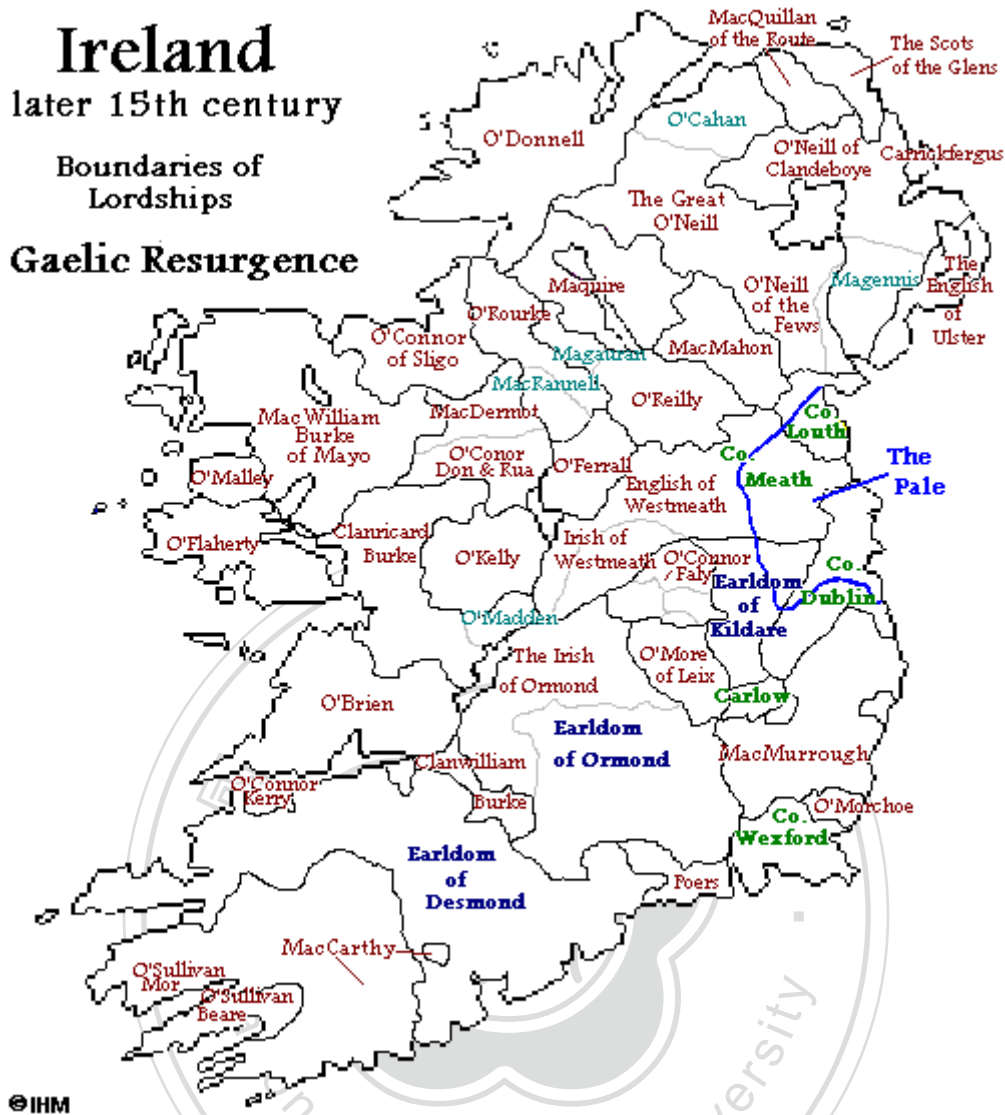 Ireland
later 15th century
Boundaries of
Lordships
Gaelic Resurgence
MacQuillan
of the Route
The Scots
of the Glens
O'Donnell
O'Cahan
O'Neill of
Clandeboye
Carrickfergus
The Great
O'Neill
Magennis
The
English
of
Ulster
O'Neill
of the
Fews
Maquire
O'Rourke
O'Connor
of Sligo
Magauran
MacMahon
MacRannell
O'Reilly
MacDermot
Mac William
Burke
of Mayo
Co.
Louth
Co.
Meath
The
Pale
O'Conor
Don & Rua
O'Ferrall
English of
Westmeath
O'Malley
O'Flaherty
Clanricard
Burke
O'Kelly
Irish of
Westmeath
O'Connor
Faly
Earldom
of
Kildare
Co.
Dublin
O'Madden
The Irish
of Ormond
O'More
of Leix
Carlow
O'Brien
Earldom
of Ormond
MacMurrough
Clanwilliam
Burke
O'Connor
Kerry
O'Morchoe
Co.
Wexford
Earldom
of
Desmond
Poers
MacCarthy
O'Sullivan
Mor
O'Sullivan
Beare
©IHM
versity